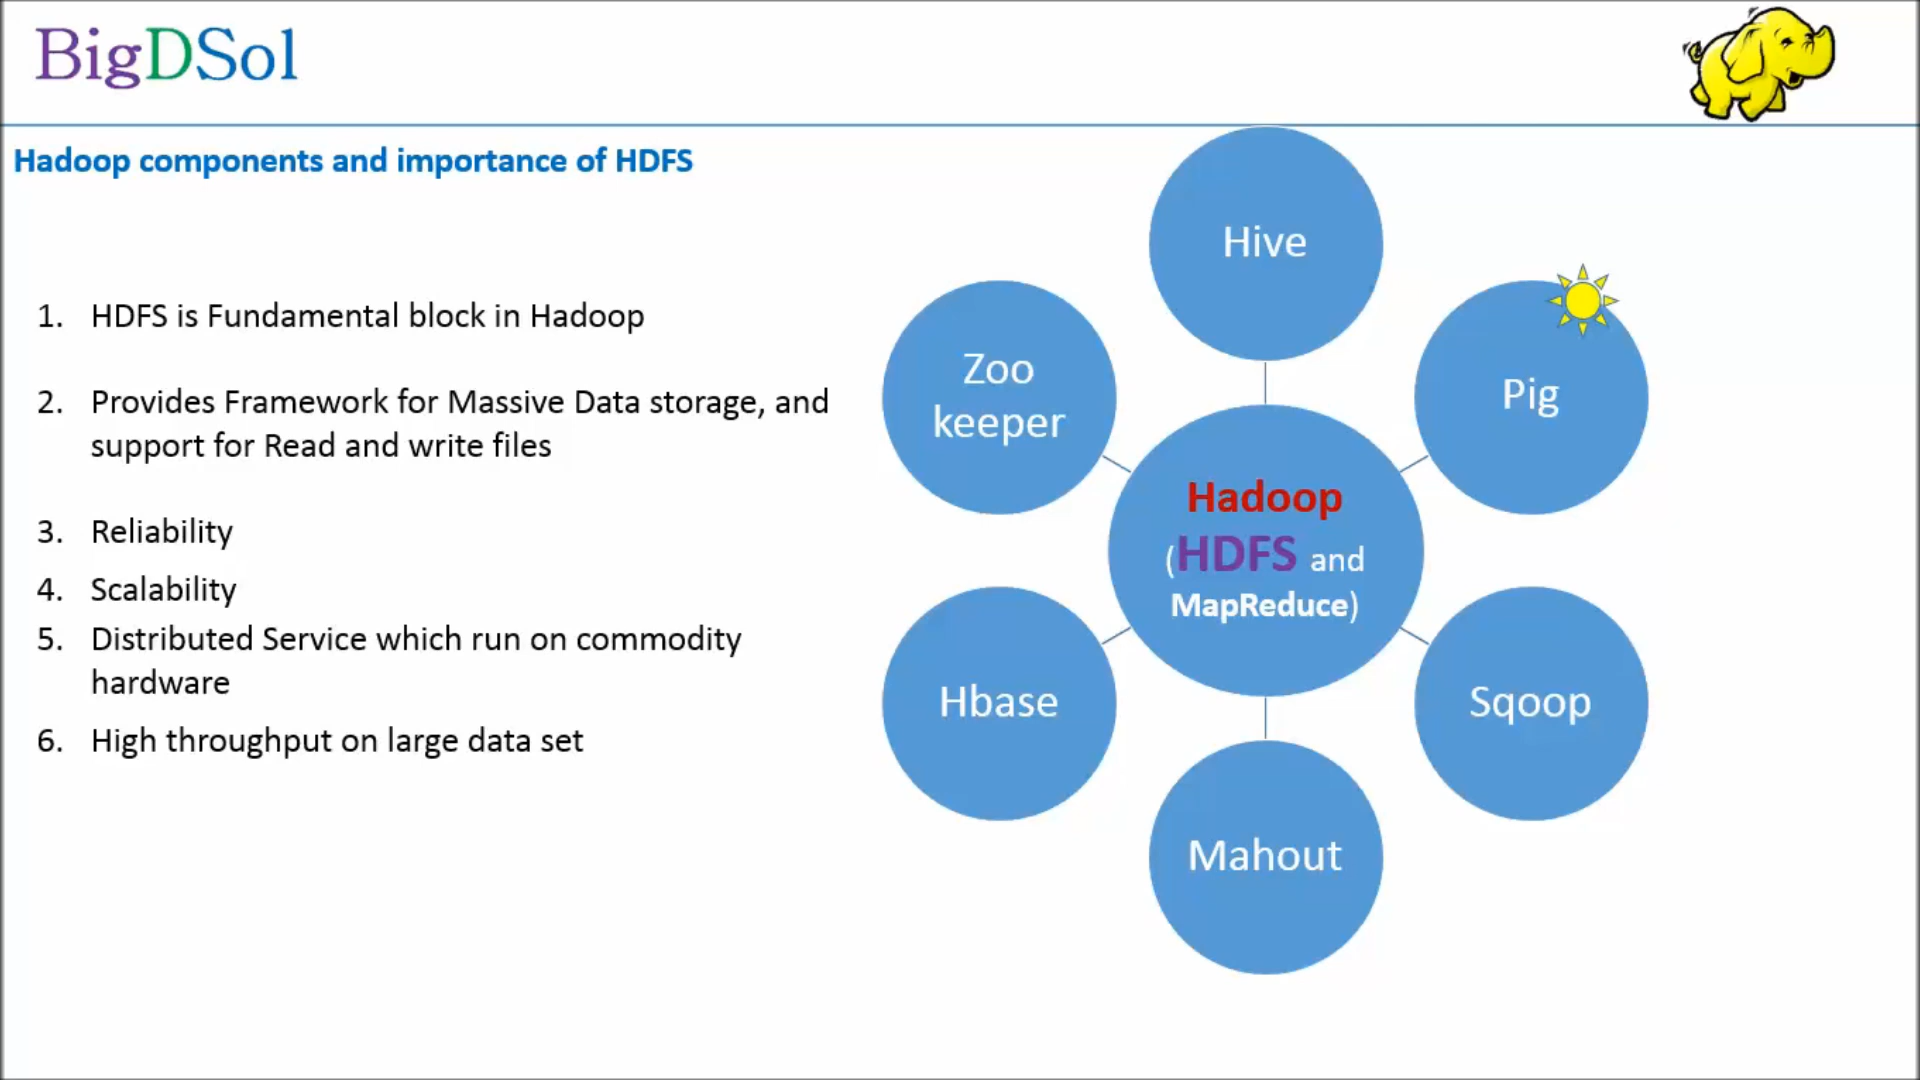 BigDSol
Hadoop components and importance of HDFS
1. HDFS is Fundamental block in Hadoop
2. Provides Framework for Massive Data storage, and
support for Read and write files
3. Reliability
4. Scalability
5. Distributed Service which run on commodity
hardware
6. High throughput on large data set
Hive
Zoo
keeper
Pig
Hadoop
(HDFS and
MapReduce)
Hbase
Sqoop
Mahout